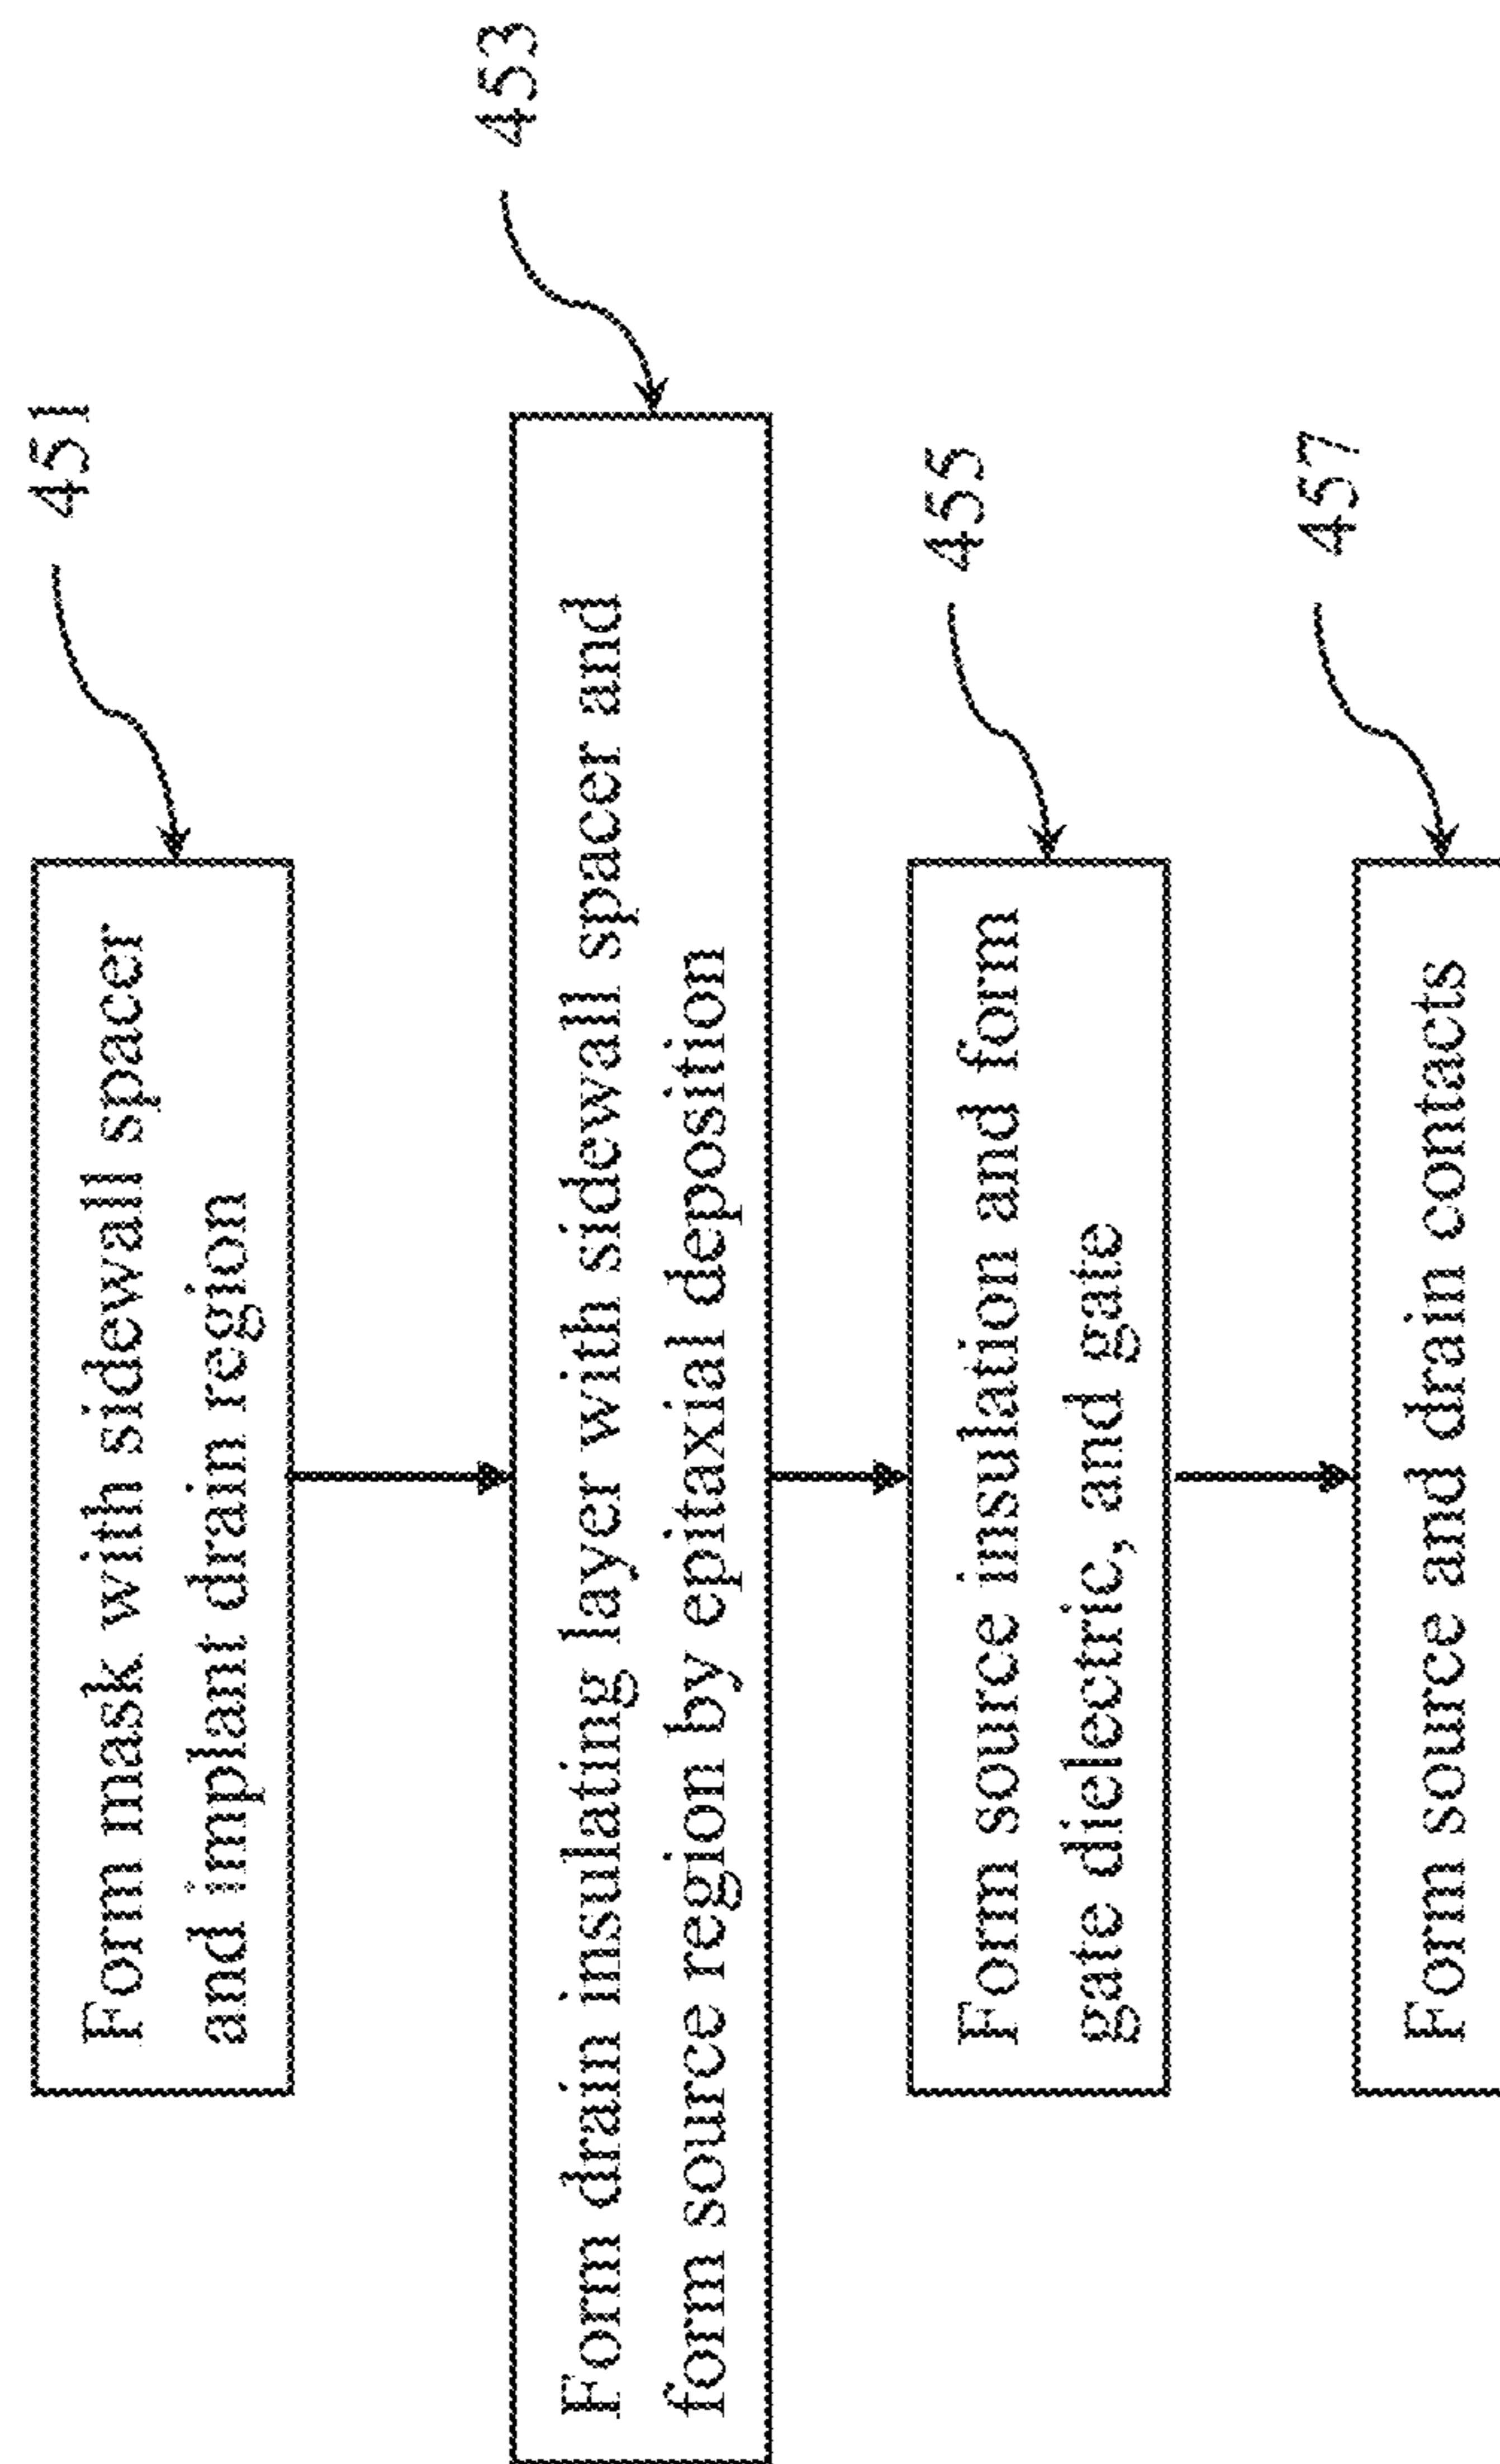 Form mask with sidewall spacer
and implant drain region
451
Form drain insulating layer with sidewall spacer and
form source region by epitaxial deposition
453
Form source insulation and form
gate dielectric, and gate
455
Form source and drain contacts
457